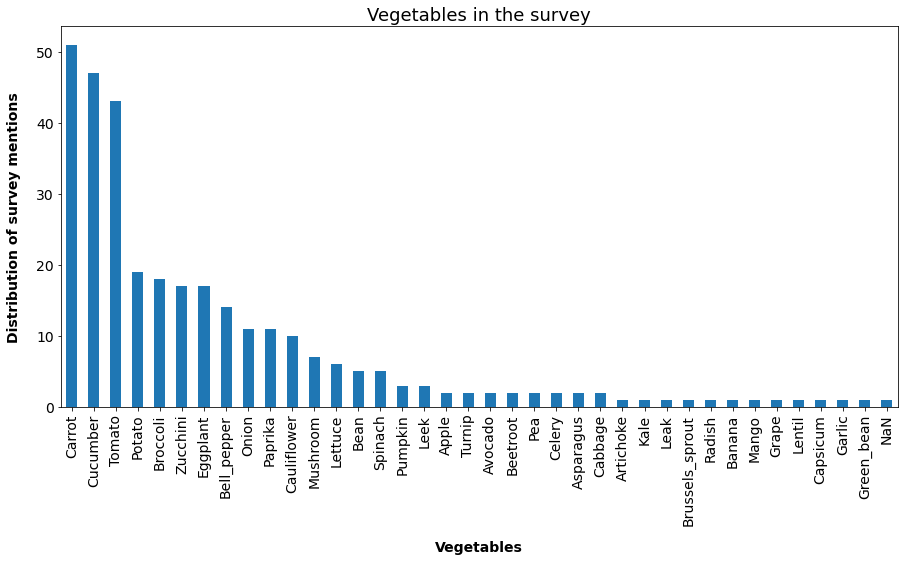 Vegetables in the survey
Distribution of survey mentions
50
40
30
20
10
0
Carrot
Cucumber
Tomato
Potato
Broccoli
Zucchini
Eggplant
Bell_pepper
Onion
Paprika
Cauliflower
Mushroom
Lettuce
Bean
Spinach
Pumpkin
Leek
Apple
Turnip
Avocado
Beetroot
Pea
Celery
Asparagus
Cabbage
Artichoke
Kale
Leak
Brussels_sprout
Radish
Banana
Mango
Grape
Lentil
Capsicum
Garlic
Green_bean
NaN
Vegetables